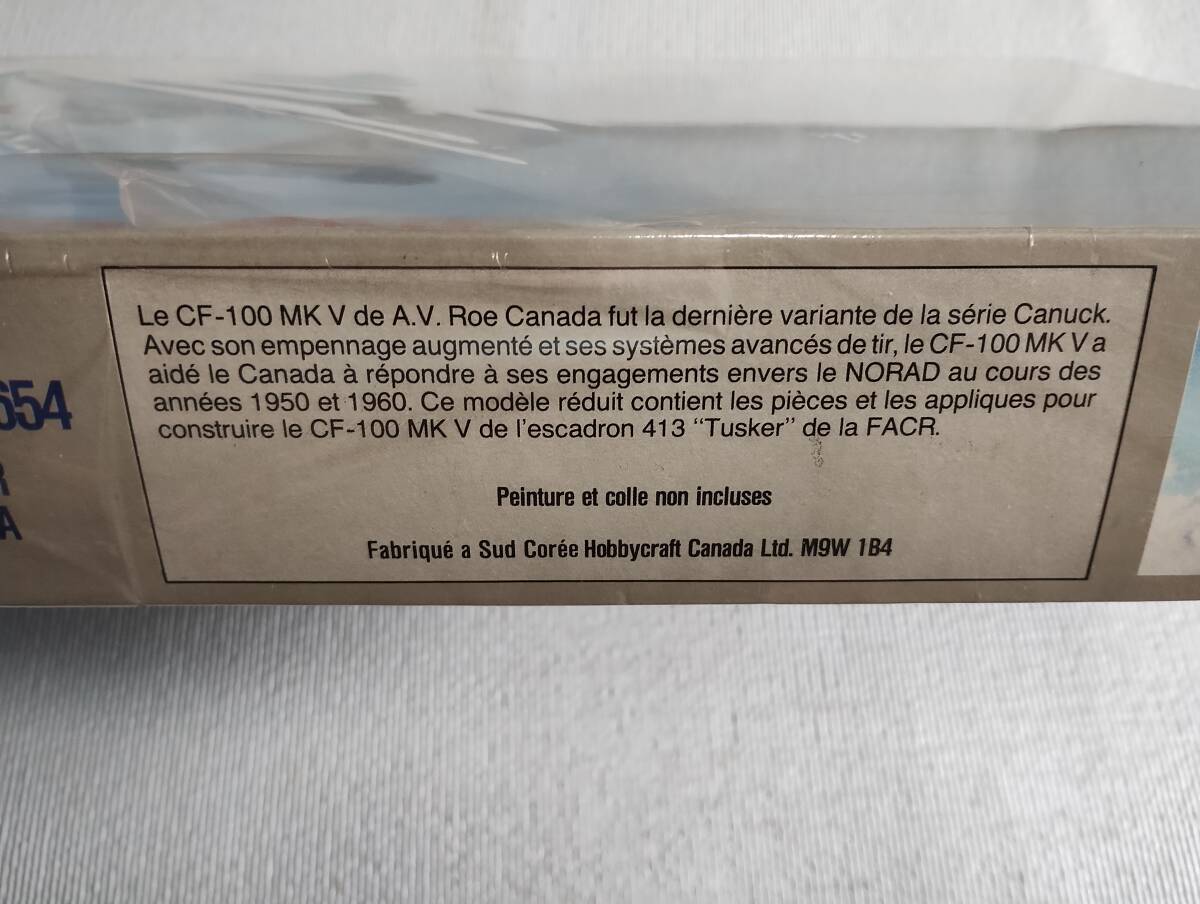 Le CF-100 MK V de A.V. Roe Canada fut la dernière variante de la série Canuck.
Avec son empennage augmenté et ses systèmes avancés de tir, le CF-100 MK V a
aidé le Canada à répondre à ses engagements envers le NORAD au cours des
années 1950 et 1960. Ce modèle réduit contient les pièces et les appliques pour
construire le CF-100 MK V de l'escadron 413 "Tusker" de la FACR.
Peinture et colle non incluses
Fabriqué a Sud Corée Hobbycraft Canada Ltd. M9W 1B4
654
R
A